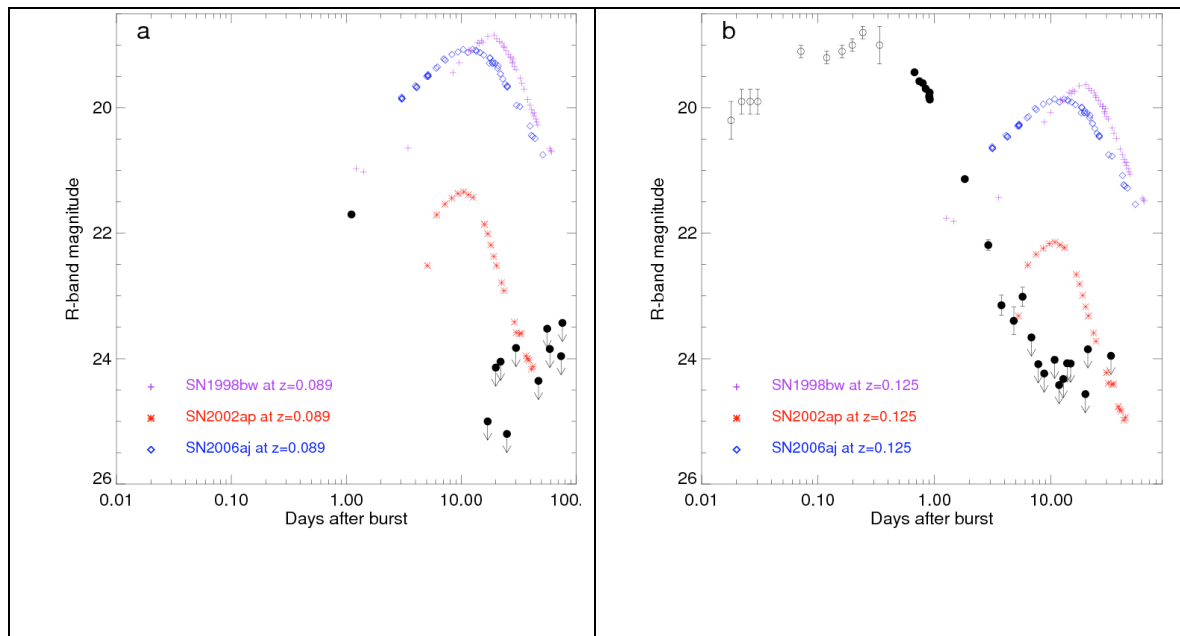 a
R-band magnitude
20
22
24
26
SN1998bw at z=0.089
SN2002ap at z=0.089
SN2006aj at z=0.089
0.01 0.10 1.00 10.00 100.
Days after burst
b
R-band magnitude
20
22
24
26
SN1998bw at z=0.125
SN2002ap at z=0.125
SN2006aj at z=0.125
0.01 0.10 1.00 10.00
Days after burst